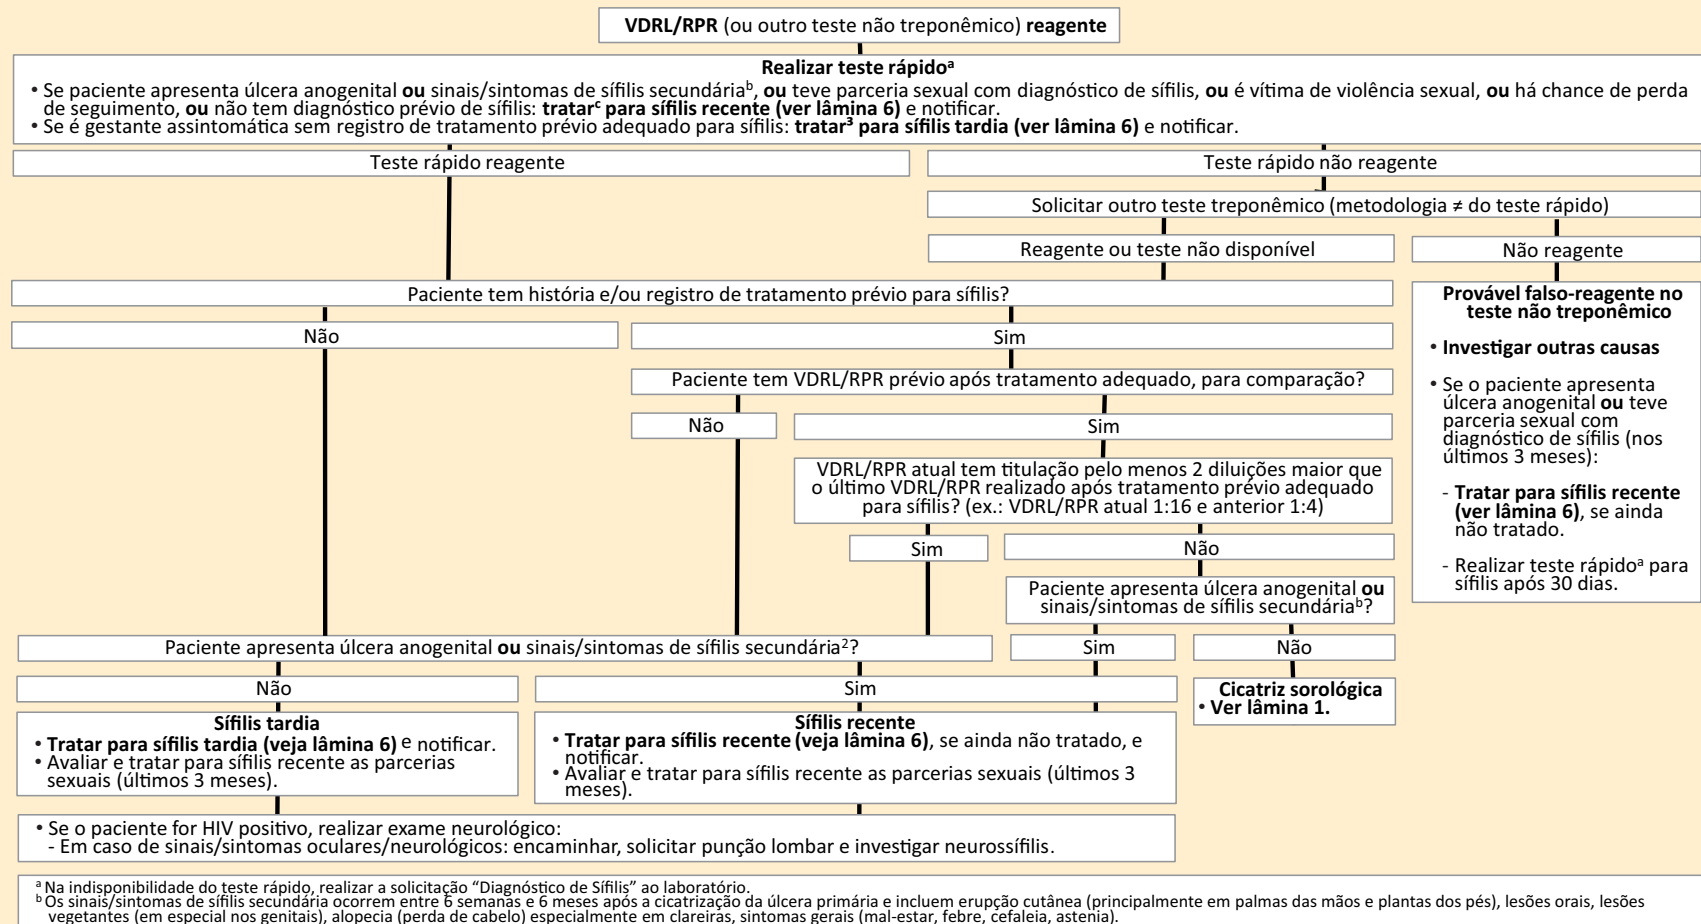 VDRL/RPR (ou outro teste não treponêmico) reagente
Realizar teste rápidoᵃ
• Se paciente apresenta úlcera anogenital ou sinais/sintomas de sífilis secundáriaᵇ, ou teve parceria sexual com diagnóstico de sífilis, ou é vítima de violência sexual, ou há chance de perda
de seguimento, ou não tem diagnóstico prévio de sífilis: tratarᶜ para sífilis recente (ver lâmina 6) e notificar.
• Se é gestante assintomática sem registro de tratamento prévio adequado para sífilis: tratar³ para sífilis tardia (ver lâmina 6) e notificar.
Teste rápido reagente
Teste rápido não reagente
Solicitar outro teste treponêmico (metodologia ≠ do teste rápido)
Reagente ou teste não disponível
Não reagente
Paciente tem história e/ou registro de tratamento prévio para sífilis?
Provável falso-reagente no
teste não treponêmico
• Investigar outras causas
• Se o paciente apresenta
úlcera anogenital ou teve
parceria sexual com
diagnóstico de sífilis (nos
últimos 3 meses):
- Tratar para sífilis recente
(ver lâmina 6), se ainda
não tratado.
- Realizar teste rápidoᵃ para
sífilis após 30 dias.
Não
Sim
Paciente tem VDRL/RPR prévio após tratamento adequado, para comparação?
Não
Sim
VDRL/RPR atual tem titulação pelo menos 2 diluições maior que
o último VDRL/RPR realizado após tratamento prévio adequado
para sífilis? (ex.: VDRL/RPR atual 1:16 e anterior 1:4)
Sim
Não
Paciente apresenta úlcera anogenital ou
sinais/sintomas de sífilis secundáriaᵇ?
Paciente apresenta úlcera anogenital ou sinais/sintomas de sífilis secundária²?
Sim
Não
Não
Sim
Cicatriz sorológica
• Ver lâmina 1.
Sífilis tardia
• Tratar para sífilis tardia (veja lâmina 6) e notificar.
• Avaliar e tratar para sífilis recente as parcerias
sexuais (últimos 3 meses).
Sífilis recente
• Tratar para sífilis recente (veja lâmina 6), se ainda não tratado, e
notificar.
• Avaliar e tratar para sífilis recente as parcerias sexuais (últimos 3
meses).
• Se o paciente for HIV positivo, realizar exame neurológico:
- Em caso de sinais/sintomas oculares/neurológicos: encaminhar, solicitar punção lombar e investigar neurossífilis.
ᵃ Na indisponibilidade do teste rápido, realizar a solicitação “Diagnóstico de Sífilis” ao laboratório.
ᵇ Os sinais/sintomas de sífilis secundária ocorrem entre 6 semanas e 6 meses após a cicatrização da úlcera primária e incluem erupção cutânea (principalmente em palmas das mãos e plantas dos pés), lesões orais, lesões
vegetantes (em especial nos genitais), alopecia (perda de cabelo) especialmente em clareiras, sintomas gerais (mal-estar, febre, cefaleia, astenia).